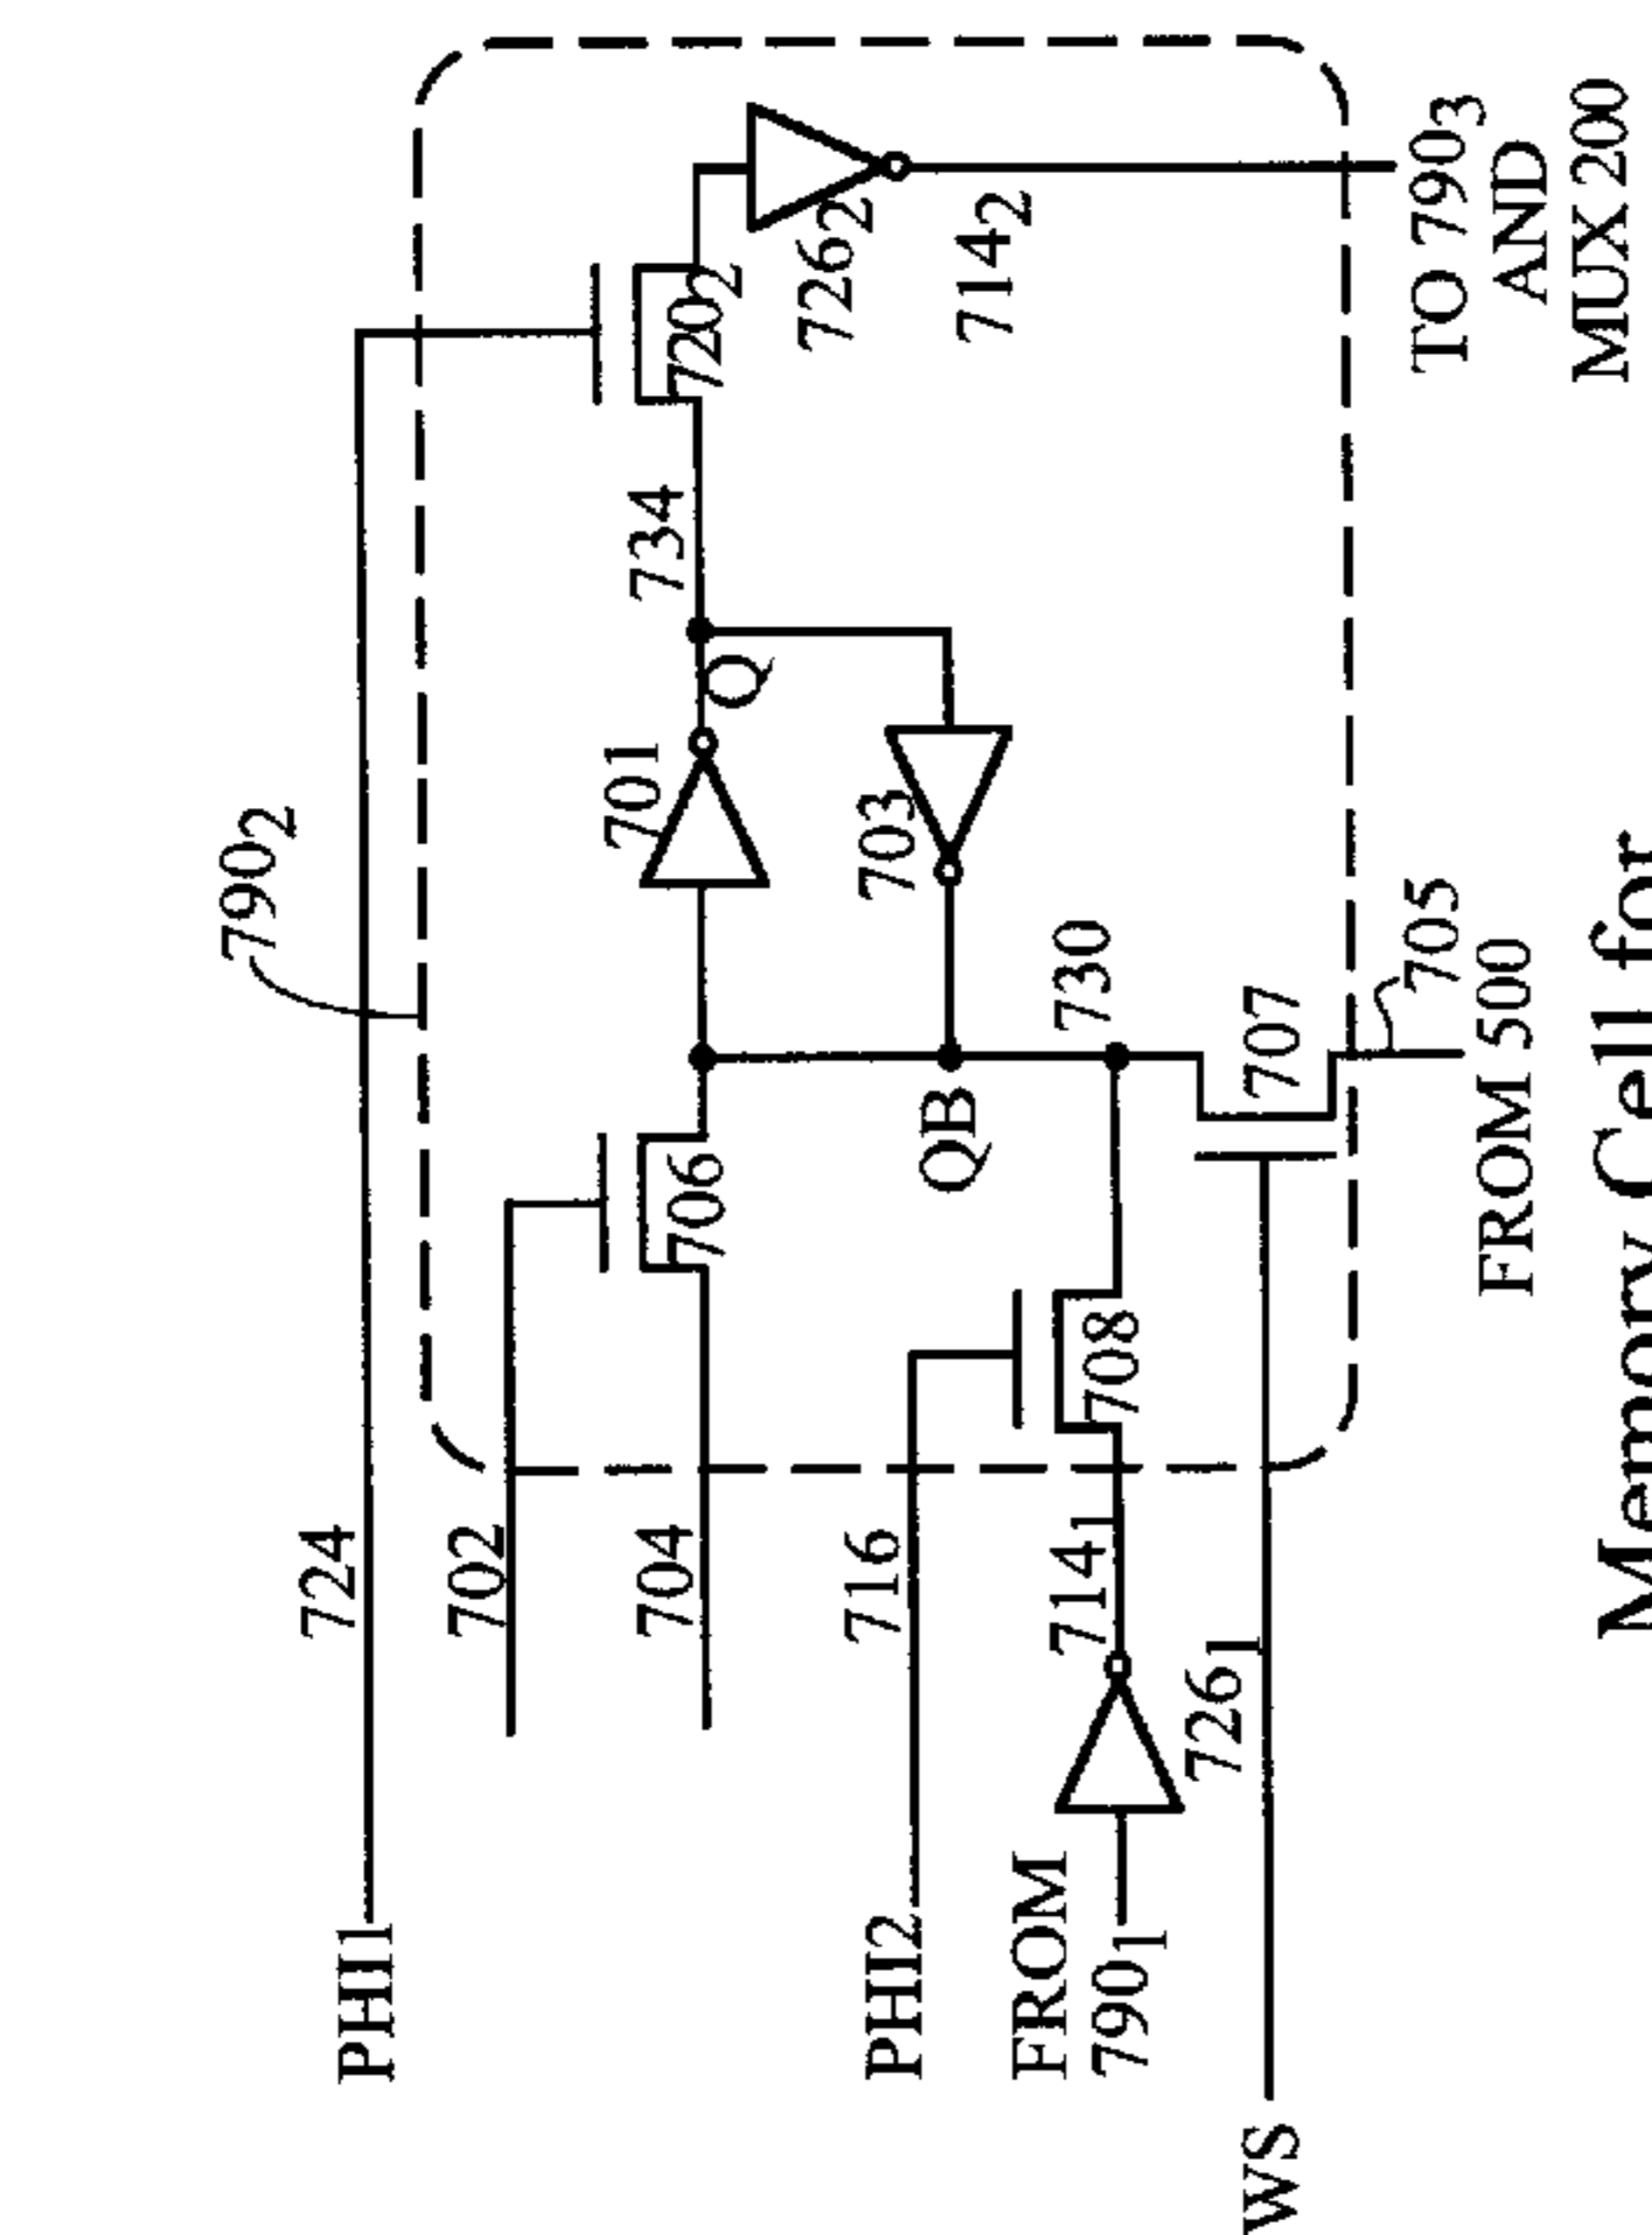 790₂
PHI1
724
702
704
706
701
Q
734
720₂
726₂
714₂
703
QB
730
PHI2
716
708
FROM
790₁
714₁
726₁
707
WS
705
FROM 500
TO 790₃
AND
MUX 200
Memory Cell for